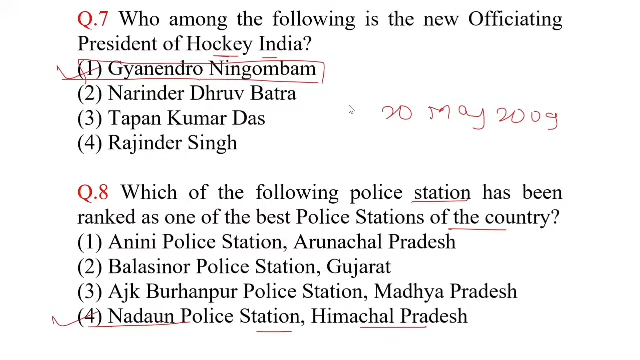 Q.7 Who among the following is the new Officiating
President of Hockey India?
(1) Gyanendro Ningombam
(2) Narinder Dhruv Batra
(3) Tapan Kumar Das
20 May 2009
(4) Rajinder Singh
Q.8 Which of the following police station has been
ranked as one of the best Police Stations of the country?
(1) Anini Police Station, Arunachal Pradesh
(2) Balasinor Police Station, Gujarat
(3) Ajk Burhanpur Police Station, Madhya Pradesh
(4) Nadaun Police Station, Himachal Pradesh